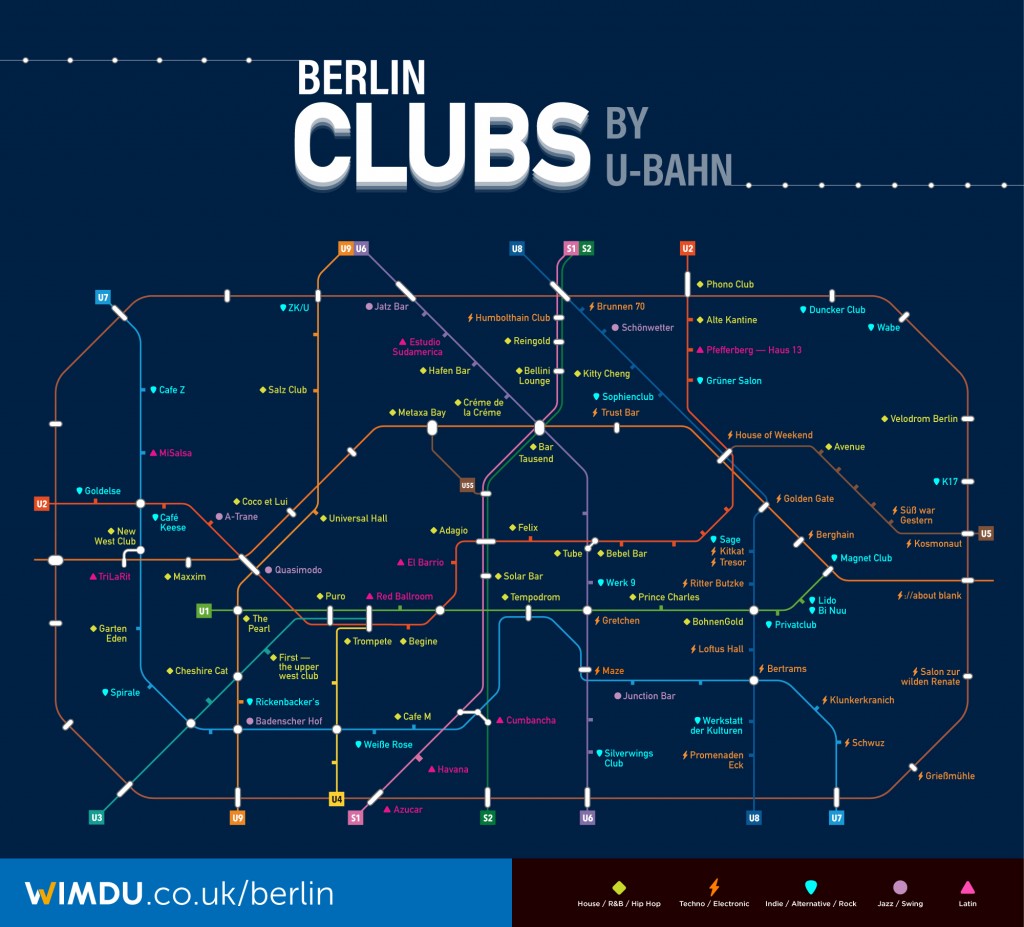 BERLIN
CLUBS
BY
U-BAHN
U9
U6
U8
S1
S2
U2
U7
Phono Club
ZK/U
Jatz Bar
Brunnen 70
Duncker Club
Humbolthain Club
Alte Kantine
Schönwetter
Wabe
Estudio
Sudamerica
Reingold
Pfefferberg — Haus 13
Hafen Bar
Bellini
Lounge
Kitty Cheng
Grüner Salon
Cafe Z
Salz Club
Sophienclub
Créme de
la Créme
Metaxa Bay
Trust Bar
Velodrom Berlin
House of Weekend
Bar
Tausend
Avenue
MiSalsa
U55
K17
Goldelse
U2
Coco et Lui
Golden Gate
Café
Keese
A-Trane
Universal Hall
Süß war
Gestern
New
West Club
Adagio
Felix
Berghain
U5
Sage
Kitkat
Tresor
Kosmonaut
Tube
Bebel Bar
Magnet Club
Quasimodo
El Barrio
TriLaRit
Maxxim
Solar Bar
Werk 9
Ritter Butzke
://about blank
Puro
Red Ballroom
Tempodrom
Prince Charles
Lido
Bi Nuu
U1
The
Pearl
Gretchen
BohnenGold
Privatclub
Garten
Eden
Trompete
Begine
Loftus Hall
First —
the upper
west club
Cheshire Cat
Maze
Bertrams
Salon zur
wilden Renate
Spirale
Rickenbacker's
Junction Bar
Klunkerkranich
Badenscher Hof
Cafe M
Cumbancha
Werkstatt
der Kulturen
Weiße Rose
Schwuz
Silverwings
Club
Promenaden
Eck
Havana
Grießmühle
U4
Azucar
U3
U9
S1
S2
U6
U8
U7
WIMDU.co.uk/berlin
House / R&B / Hip Hop
Techno / Electronic
Indie / Alternative / Rock
Jazz / Swing
Latin